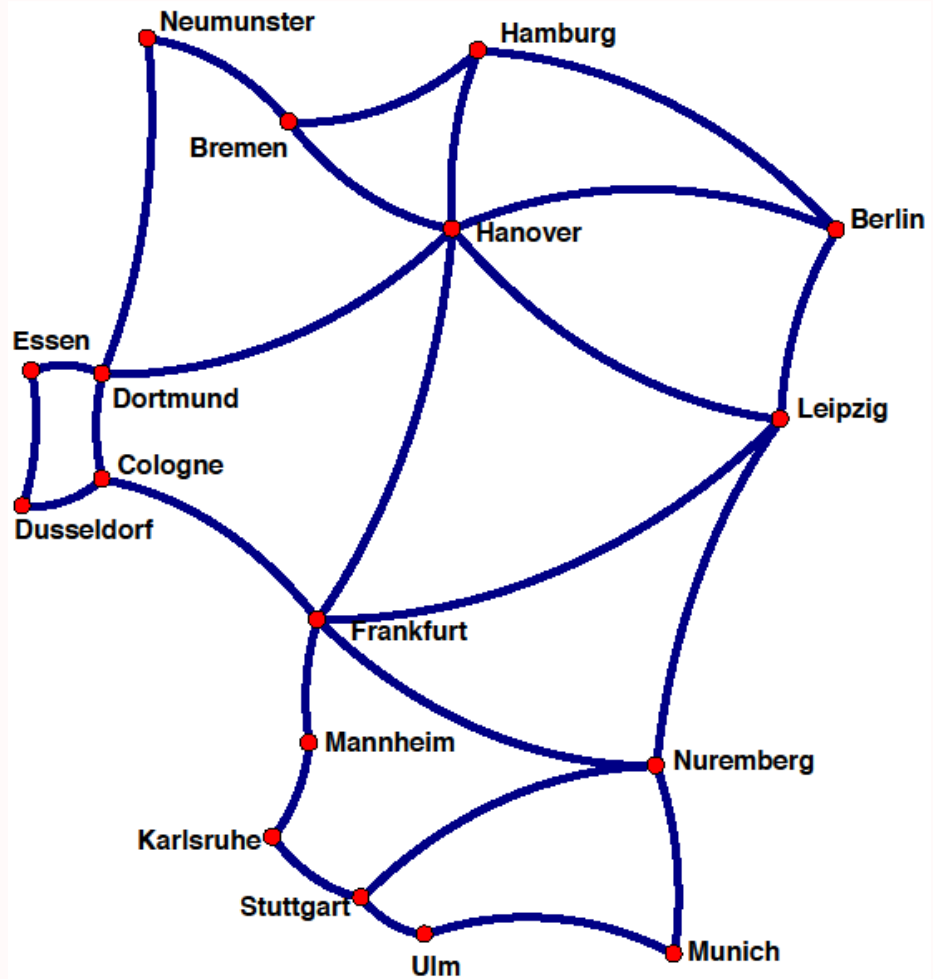 Neumunster
Hamburg
Bremen
Berlin
Hanover
Essen
Dortmund
Leipzig
Cologne
Dusseldorf
Frankfurt
Mannheim
Nuremberg
Karlsruhe
Stuttgart
Munich
Ulm